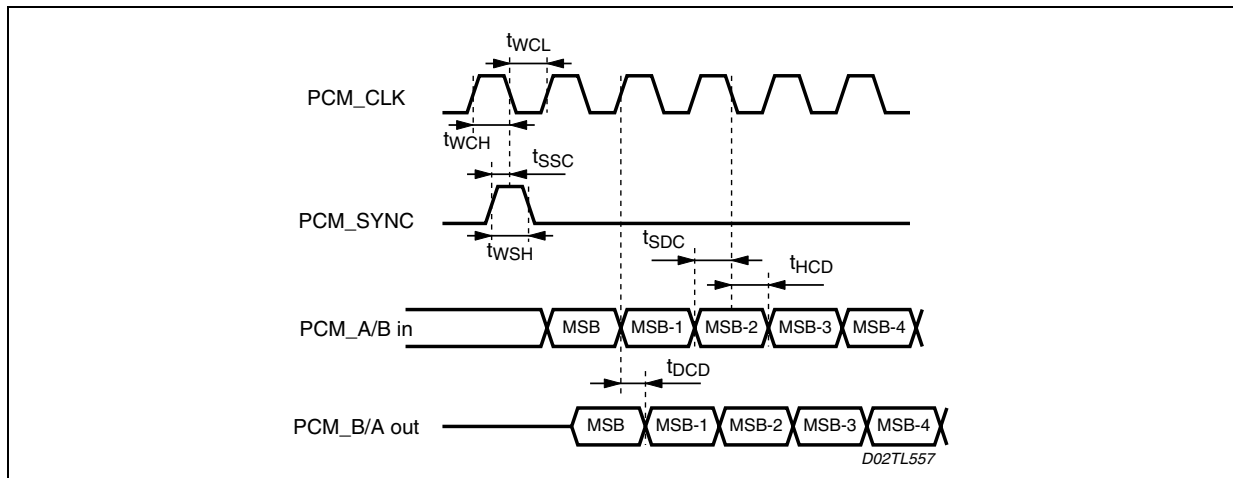 tWCL
PCM_CLK
tWCH
tSSC
PCM_SYNC
tWSH
tSDC
tHCD
PCM_A/B in
MSB MSB-1 MSB-2 MSB-3 MSB-4
tDCD
PCM_B/A out
MSB MSB-1 MSB-2 MSB-3 MSB-4
D02TL557